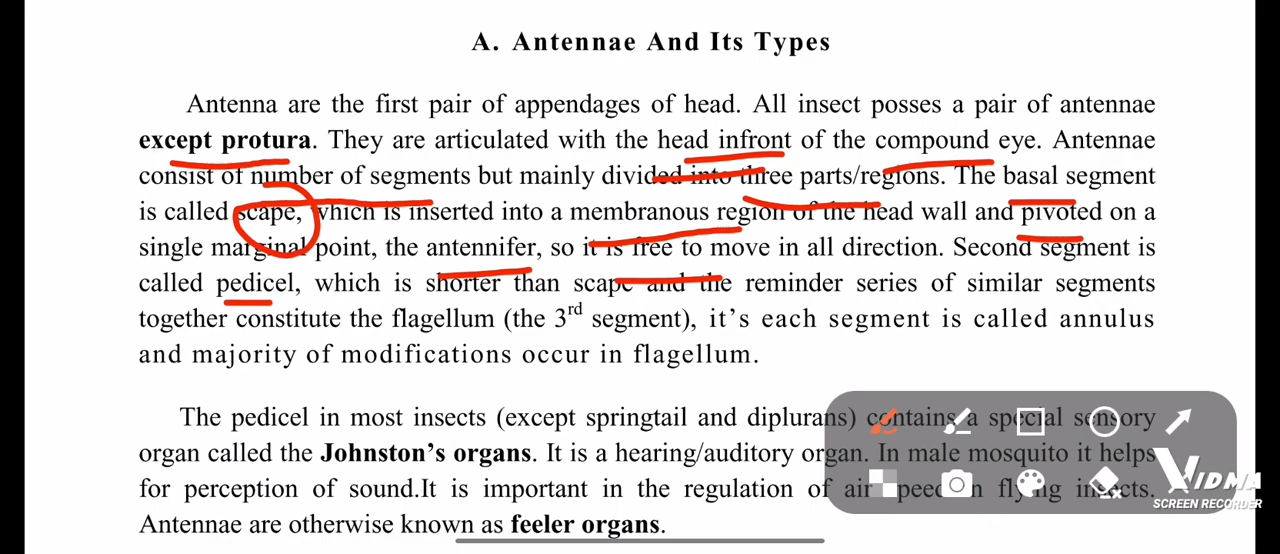 A. Antennae And Its Types
Antenna are the first pair of appendages of head. All insect posses a pair of antennae
except protura. They are articulated with the head infront of the compound eye. Antennae
consist of number of segments but mainly divided into three parts/regions. The basal segment
is called scape, which is inserted into a membranous region of the head wall and pivoted on a
single marginal point, the antennifer, so it is free to move in all direction. Second segment is
called pedicel, which is shorter than scape and the reminder series of similar segments
together constitute the flagellum (the 3rd segment), it's each segment is called annulus
and majority of modifications occur in flagellum.
The pedicel in most insects (except springtail and diplurans) contains a special sensory
organ called the Johnston's organs. It is a hearing/auditory organ. In male mosquito it helps
for perception of sound.It is important in the regulation of air speed in flying insects.
Antennae are otherwise known as feeler organs.
VIDMA
SCREEN RECORDER